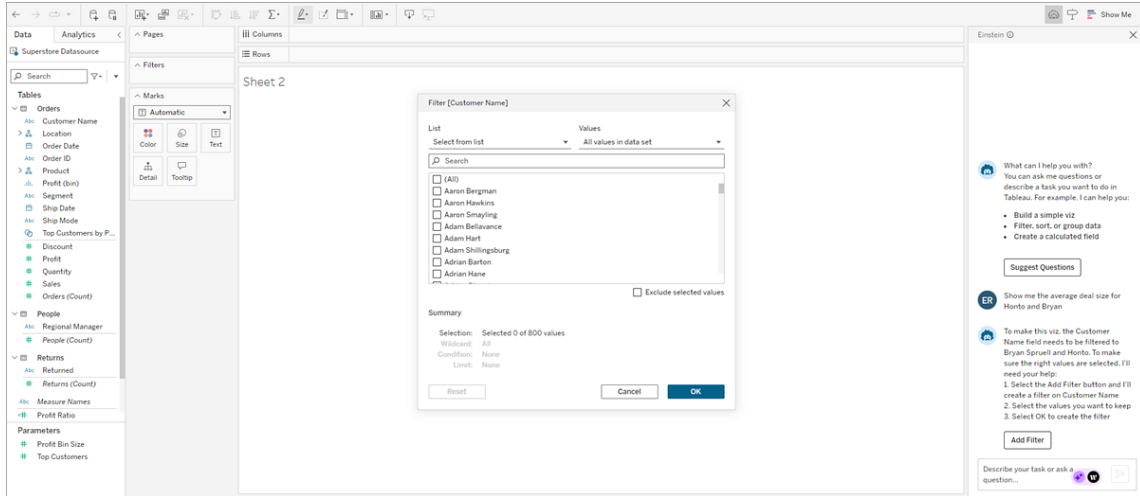 Show Me
Data
Analytics
Superstore Datasource
Search
Tables
Orders
Abc Customer Name
Location
Order Date
Abc Order ID
Product
Profit (bin)
Abc Segment
Ship Date
Abc Ship Mode
Top Customers by P...
# Discount
# Profit
# Quantity
# Sales
# Orders (Count)
People
Abc Regional Manager
# People (Count)
Returns
Abc Returned
# Returns (Count)
Abc Measure Names
Profit Ratio
Parameters
# Profit Bin Size
# Top Customers
Pages
Filters
Marks
Automatic
Color
Size
Text
Detail
Tooltip
Columns
Rows
Sheet 2
Filter [Customer Name]
List
Values
Select from list
All values in data set
Search
(All)
Aaron Bergman
Aaron Hawkins
Aaron Smayling
Adam Bellavance
Adam Hart
Adam Shillingsburg
Adrian Barton
Adrian Hane
Exclude selected values
Summary
Selection: Selected 0 of 800 values
Wildcard: All
Condition: None
Limit: None
Reset
Cancel
OK
Einstein
What can I help you with?
You can ask me questions or
describe a task you want to do in
Tableau. For example, I can help you:
• Build a simple viz
• Filter, sort, or group data
• Create a calculated field
Suggest Questions
ER
Show me the average deal size for
Honto and Bryan
To make this viz, the Customer
Name field needs to be filtered to
Bryan Spruell and Honto. To make
sure the right values are selected, I'll
need your help:
1. Select the Add Filter button and I'll
create a filter on Customer Name
2. Select the values you want to keep
3. Select OK to create the filter
Add Filter
Describe your task or ask a
question...